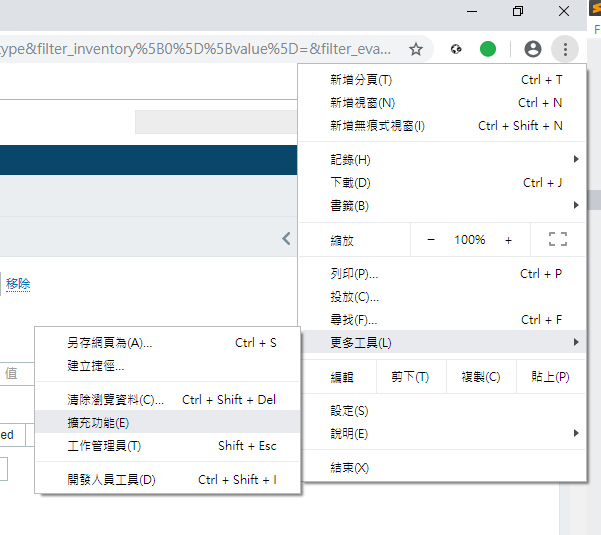 type&filter_inventory%5B0%5D%5Bvalue%5D=&filter_eva...
新增分頁(T) Ctrl + T
新增視窗(N) Ctrl + N
新增無痕式視窗(I) Ctrl + Shift + N
記錄(H)
下載(D) Ctrl + J
書籤(B)
縮放 − 100% +
列印(P)... Ctrl + P
投放(C)...
尋找(F)... Ctrl + F
更多工具(L)
編輯 剪下(T) 複製(C) 貼上(P)
設定(S)
說明(E)
結束(X)
移除
另存網頁為(A)... Ctrl + S
建立捷徑...
清除瀏覽資料(C)... Ctrl + Shift + Del
擴充功能(E)
工作管理員(T) Shift + Esc
開發人員工具(D) Ctrl + Shift + I
值
ed
F